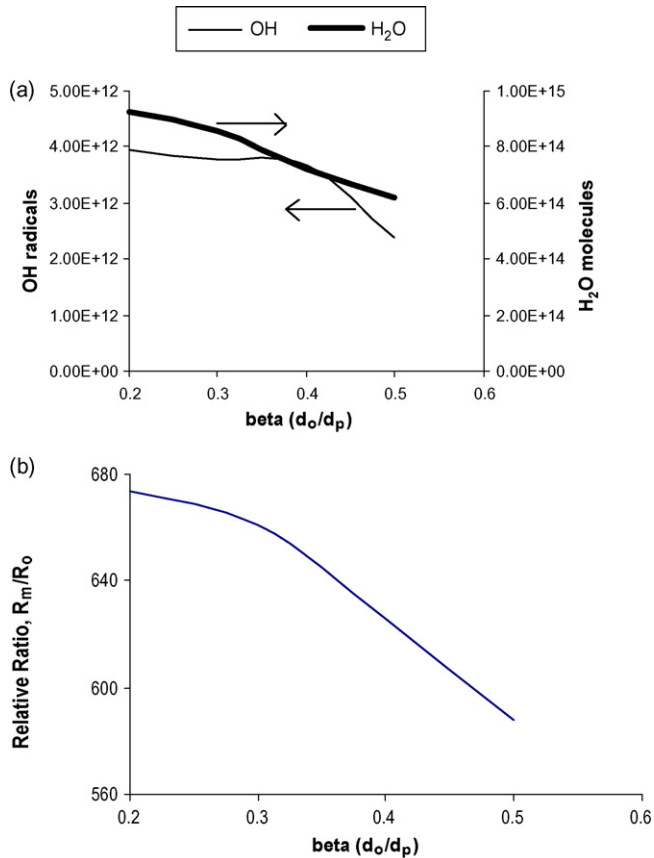 OH H₂O
(a)
5.00E+12 1.00E+15
4.00E+12 8.00E+14
3.00E+12 6.00E+14
2.00E+12 4.00E+14
1.00E+12 2.00E+14
0.00E+00 0.00E+00
OH radicals
H₂O molecules
0.2 0.3 0.4 0.5 0.6
beta (dₒ/dₚ)
(b)
680
640
600
560
Relative Ratio, Rₘ/Rₒ
0.2 0.3 0.4 0.5 0.6
beta (dₒ/dₚ)